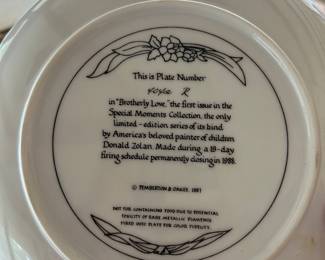 This is Plate Number
R
in "Brotherly Love," the first issue in the
Special Moments Collection, the only
limited-edition series of its kind
by America's beloved painter of children
Donald Zolan. Made during a 18-day
firing schedule permanently closing in 1988.
© PEMBERTON & OAKES, 1987
NOT FOR CONTAINING FOOD DUE TO POTENTIAL
TOXICITY OF RARE METALLIC PIGMENTS
FIRED INTO PLATE FOR COLOR FIDELITY.